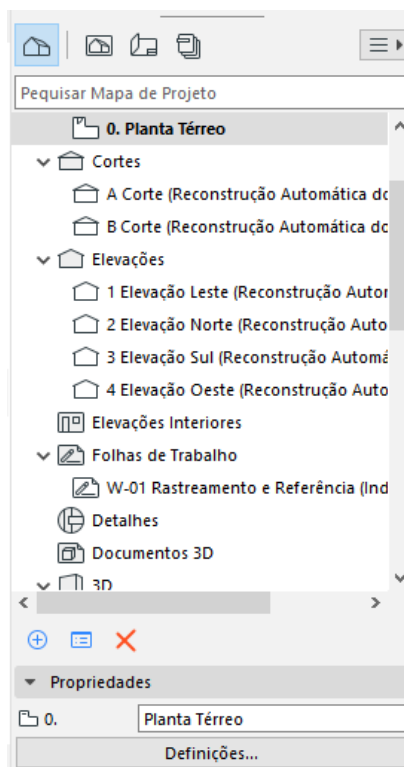 Pequisar Mapa de Projeto
0. Planta Térreo
Cortes
A Corte (Reconstrução Automática do
B Corte (Reconstrução Automática do
Elevações
1 Elevação Leste (Reconstrução Autor
2 Elevação Norte (Reconstrução Auto
3 Elevação Sul (Reconstrução Automá
4 Elevação Oeste (Reconstrução Auto
Elevações Interiores
Folhas de Trabalho
W-01 Rastreamento e Referência (Ind
Detalhes
Documentos 3D
3D
Propriedades
0. Planta Térreo
Definições...